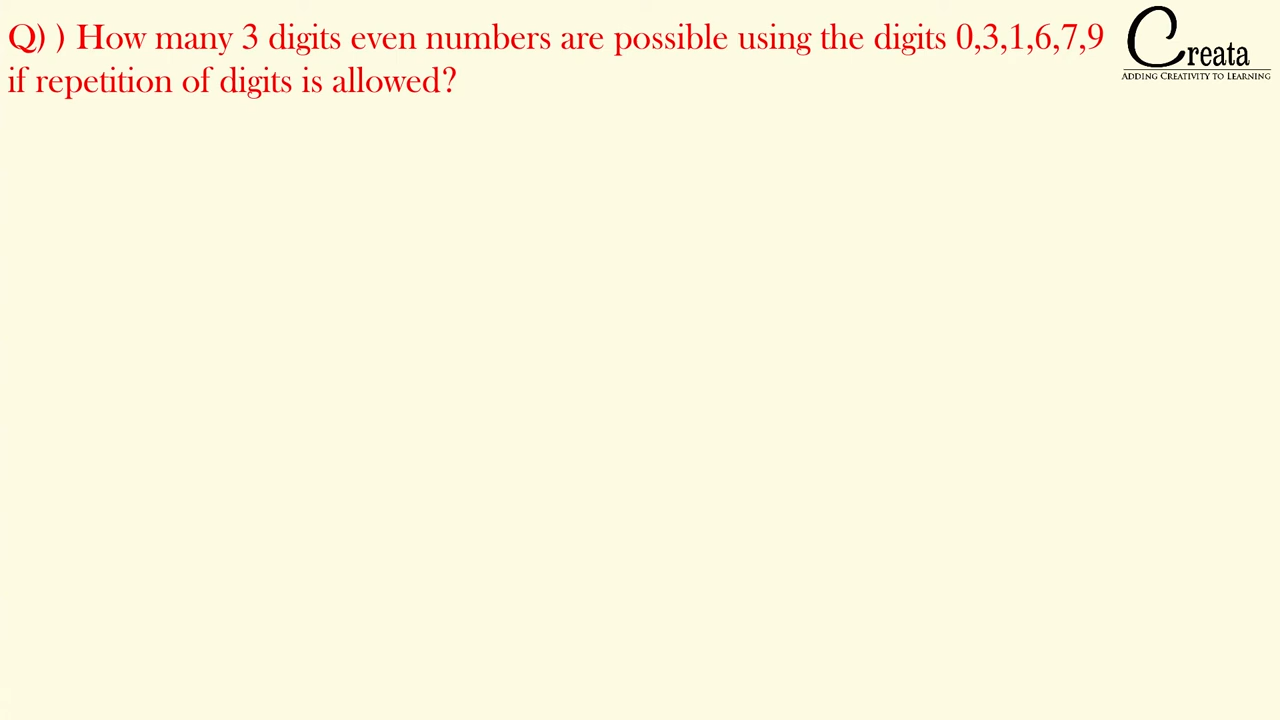 Q) ) How many 3 digits even numbers are possible using the digits 0,3,1,6,7,9
if repetition of digits is allowed?
Creata
ADDING CREATIVITY TO LEARNING